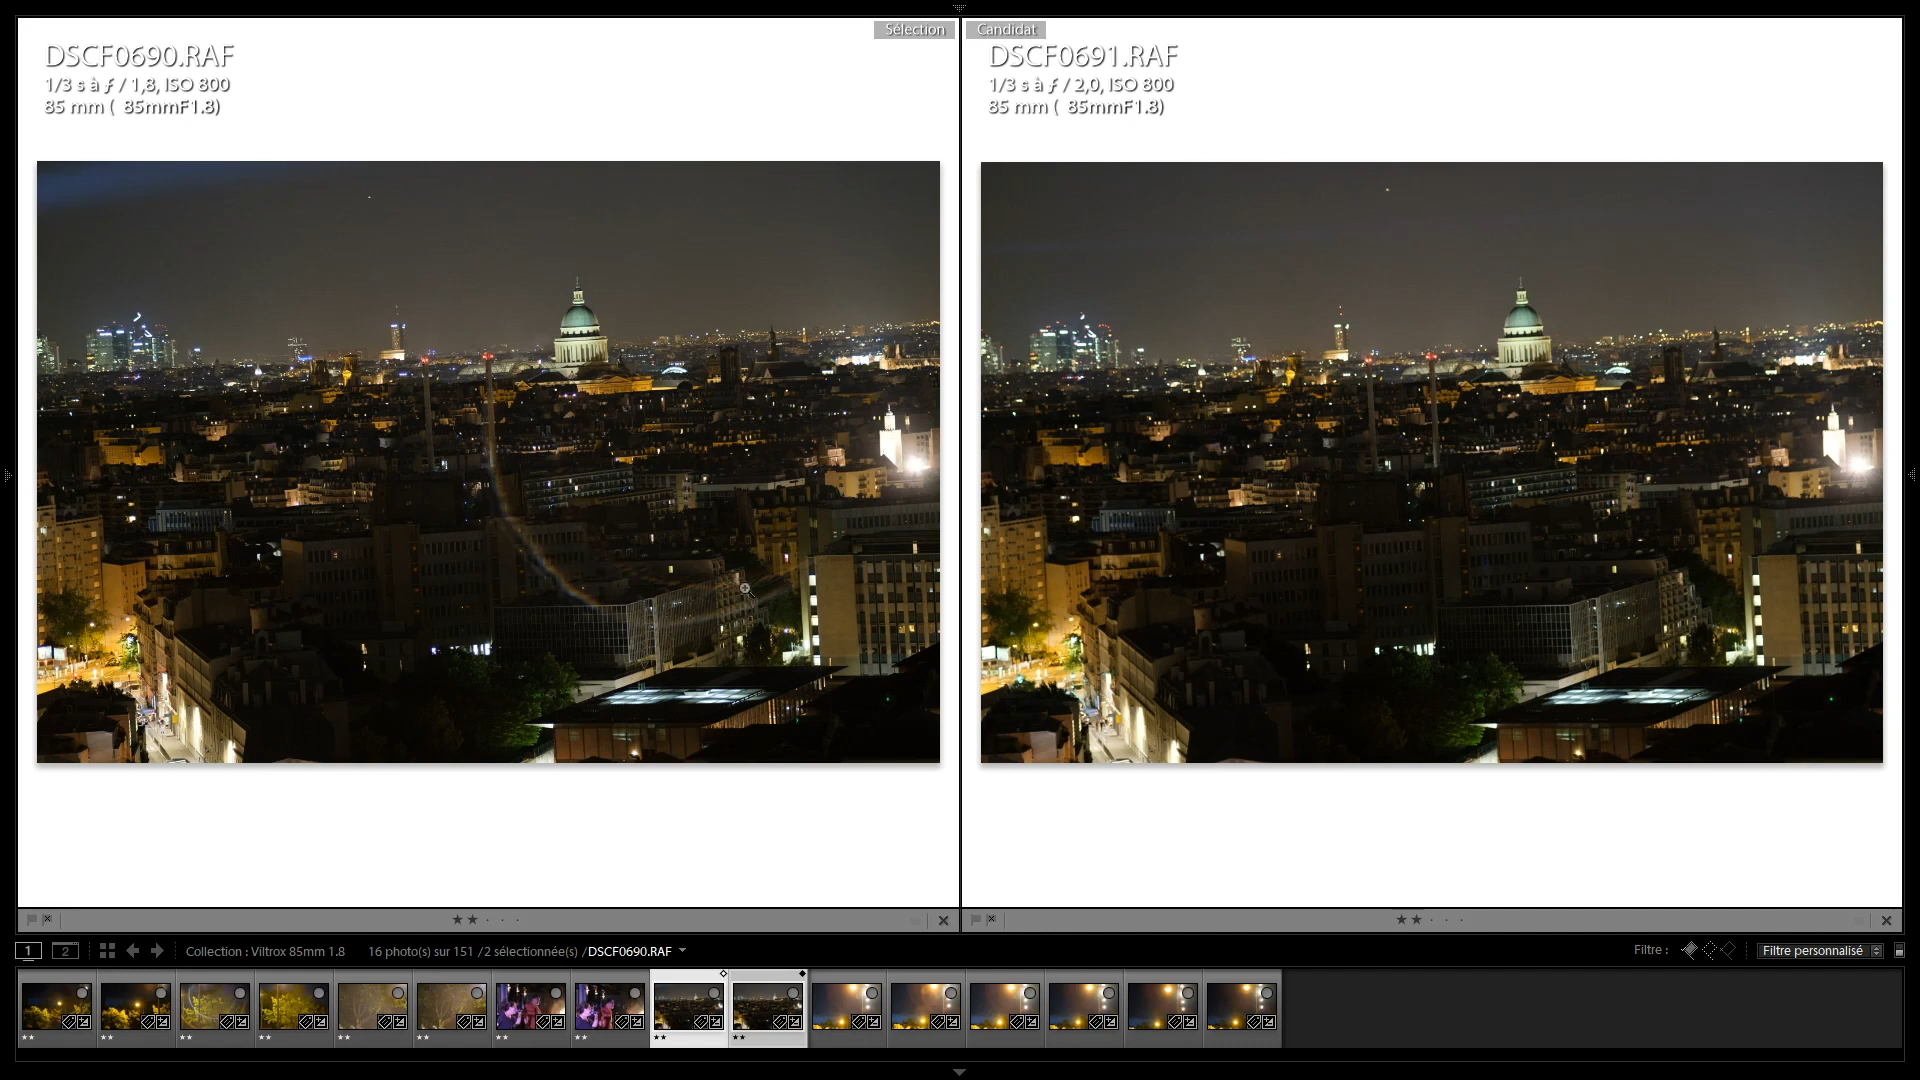 Sélection
DSCF0690.RAF
1/3 s à ƒ / 1,8, ISO 800
85 mm ( 85mmF1.8)
Candidat
DSCF0691.RAF
1/3 s à ƒ / 2,0, ISO 800
85 mm ( 85mmF1.8)
1 2 Collection : Viltrox 85mm 1.8 16 photo(s) sur 151 /2 sélectionnée(s) /DSCF0690.RAF Filtre : Filtre personnalisé